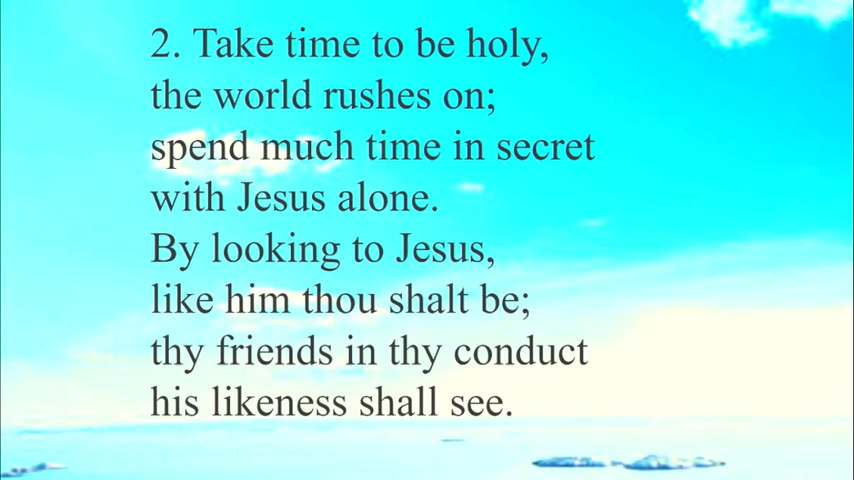 2. Take time to be holy,
the world rushes on;
spend much time in secret
with Jesus alone.
By looking to Jesus,
like him thou shalt be;
thy friends in thy conduct
his likeness shall see.